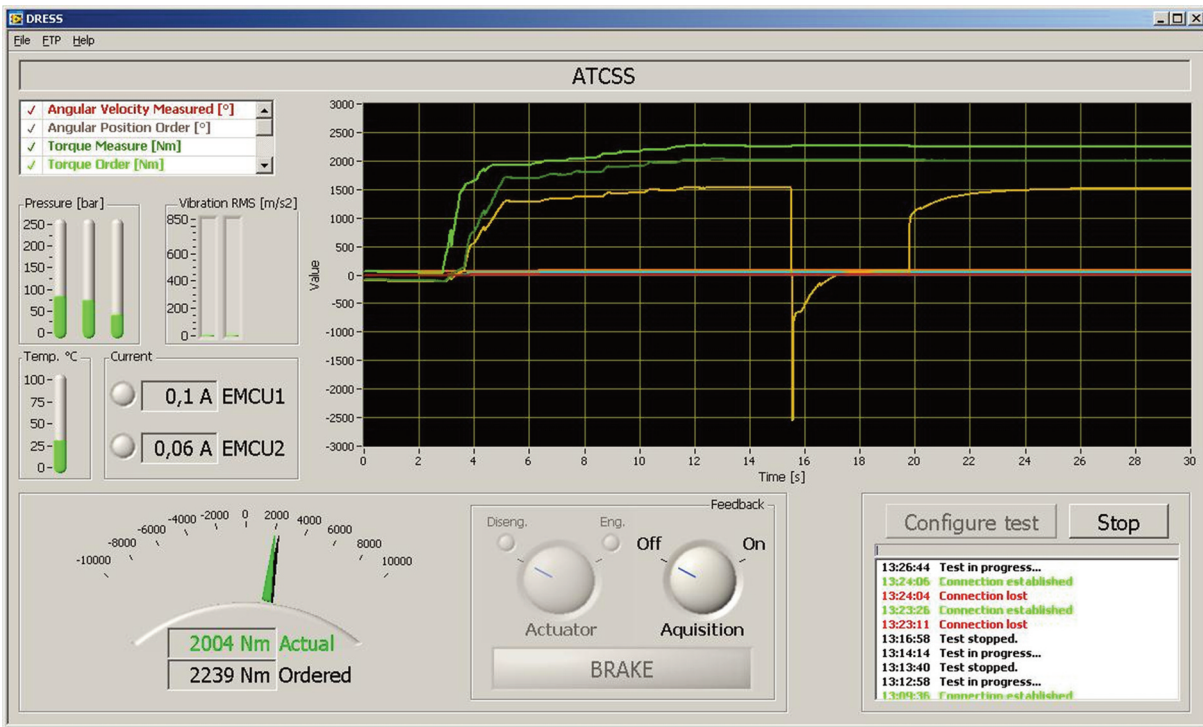 DRESS
File FTP Help
ATCSS
✓ Angular Velocity Measured [°]
✓ Angular Position Order [°]
✓ Torque Measure [Nm]
✓ Torque Order [Nm]
Pressure [bar]
250
200
150
100
50
0
Vibration RMS [m/s2]
850
600
400
200
0
Temp. °C
100
75
50
25
0
Current
0,1 A EMCU1
0,06 A EMCU2
Value
3000
2500
2000
1500
1000
500
0
-500
-1000
-1500
-2000
-2500
-3000
0 2 4 6 8 10 12 14 16 18 20 22 24 26 28 30
Time [s]
-10000 -8000 -6000 -4000 -2000 0 2000 4000 6000 8000 10000
2004 Nm Actual
2239 Nm Ordered
Feedback
Diseng. Eng.
Off On
Actuator Aquisition
BRAKE
Configure test Stop
13:26:44 Test in progress...
13:24:06 Connection established
13:24:04 Connection lost
13:23:26 Connection established
13:23:11 Connection lost
13:16:58 Test stopped.
13:14:14 Test in progress...
13:13:40 Test stopped.
13:12:58 Test in progress...
13:09:36 Connection established